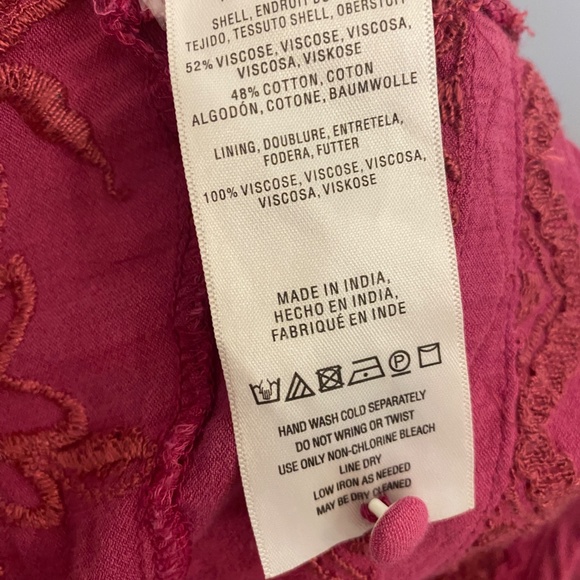 SHELL, ENDROIT
TEJIDO, TESSUTO SHELL, OBERSTOFF
52% VISCOSE, VISCOSE, VISCOSA,
VISCOSA, VISKOSE
48% COTTON, COTON
ALGODÓN, COTONE, BAUMWOLLE
LINING, DOUBLURE, ENTRETELA,
FODERA, FUTTER
100% VISCOSE, VISCOSE, VISCOSA,
VISCOSA, VISKOSE
MADE IN INDIA,
HECHO EN INDIA,
FABRIQUÉ EN INDE
P
HAND WASH COLD SEPARATELY
DO NOT WRING OR TWIST
USE ONLY NON-CHLORINE BLEACH
LINE DRY
LOW IRON AS NEEDED
MAY BE DRY CLEANED